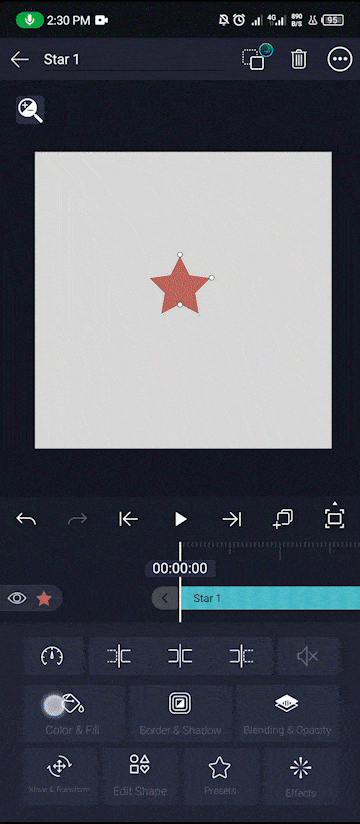 2:30 PM
4G 4G 890 B/S 95
Star 1
00:00:00
Star 1
Color & Fill
Border & Shadow
Blending & Opacity
Move & Transform
Edit Shape
Presets
Effects